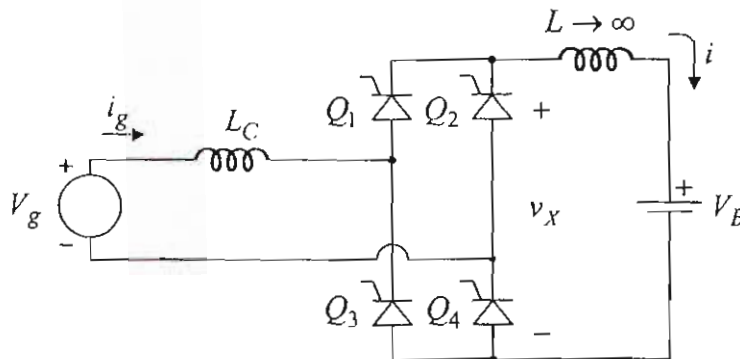 L → ∞
i
i_g
L_C
Q_1
Q_2
+
+
V_g
-
v_X
+
V_B
Q_3
Q_4
-